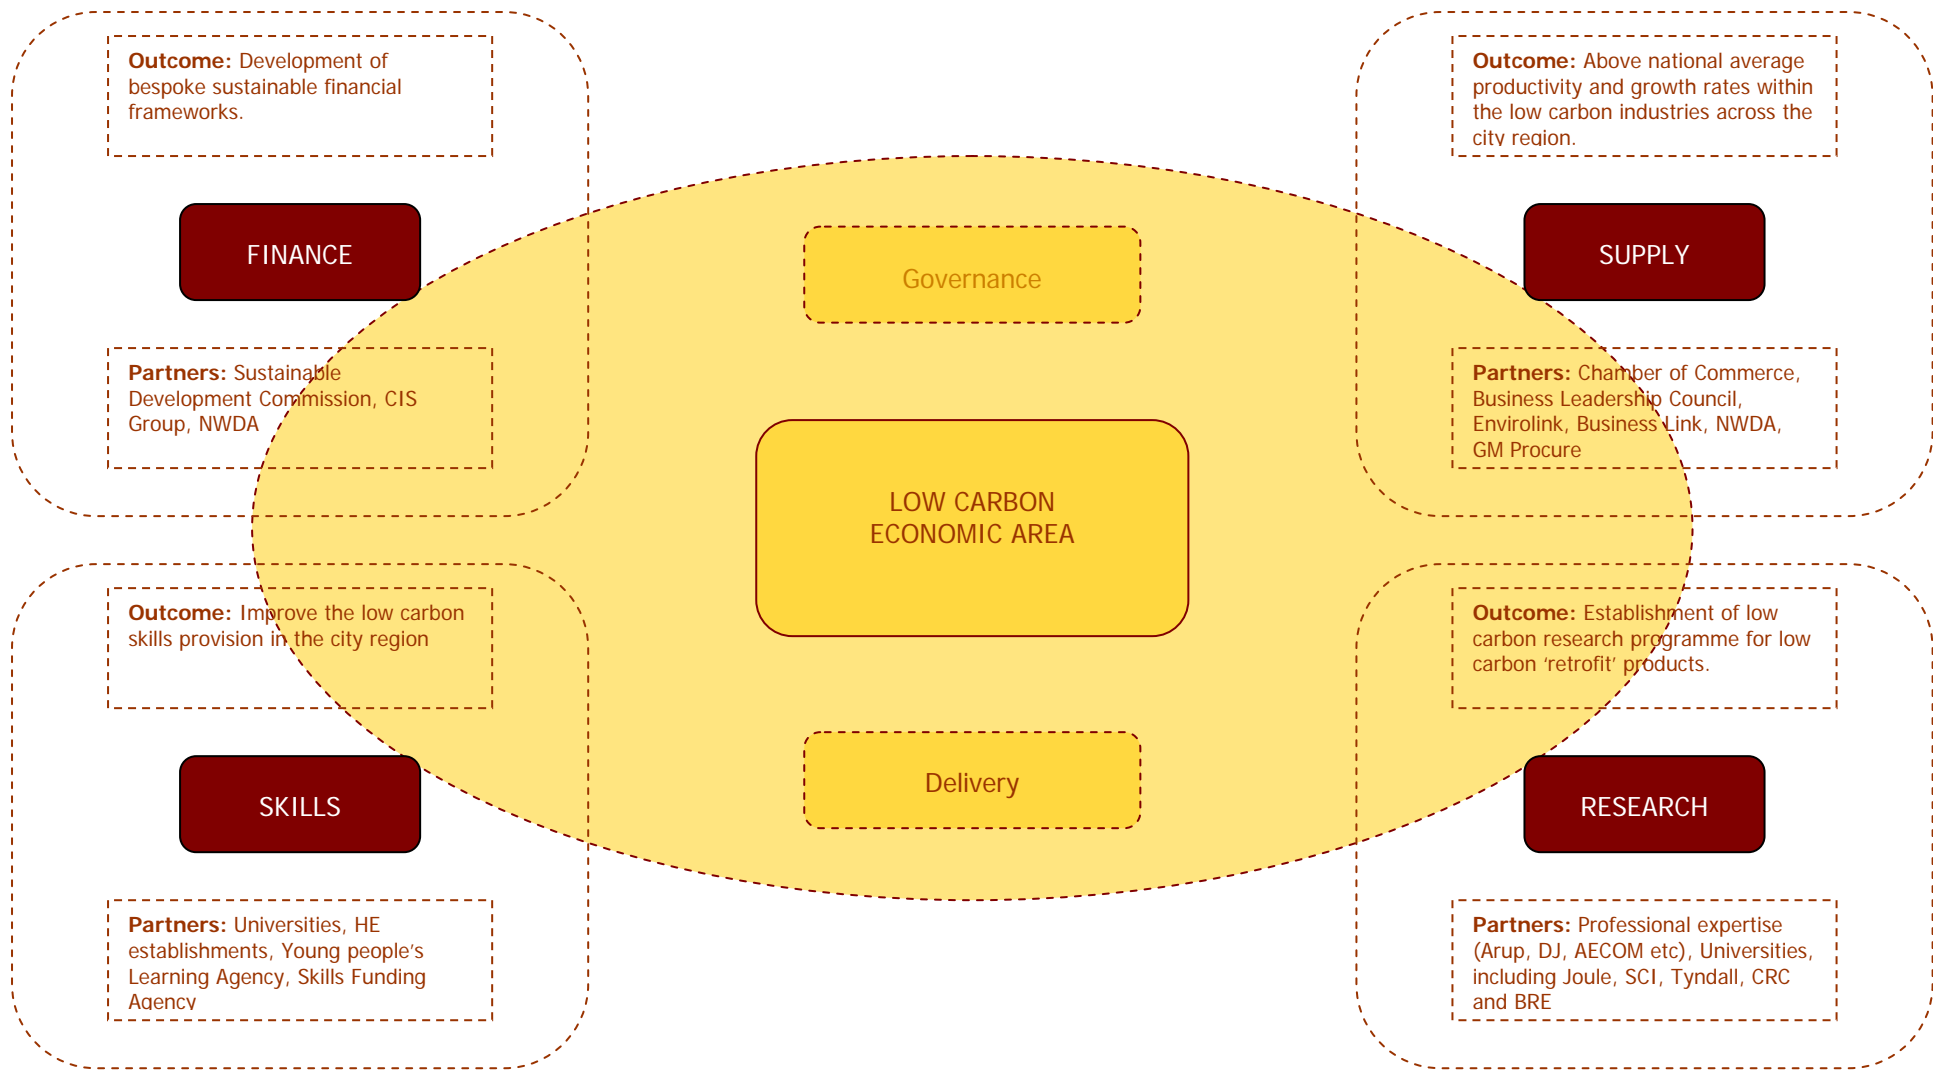 Outcome: Development of
bespoke sustainable financial
frameworks.
FINANCE
Partners: Sustainable
Development Commission, CIS
Group, NWDA
Outcome: Above national average
productivity and growth rates within
the low carbon industries across the
city region.
SUPPLY
Partners: Chamber of Commerce,
Business Leadership Council,
Envirolink, Business Link, NWDA,
GM Procure
Governance
LOW CARBON
ECONOMIC AREA
Delivery
Outcome: Improve the low carbon
skills provision in the city region
SKILLS
Partners: Universities, HE
establishments, Young people’s
Learning Agency, Skills Funding
Agency
Outcome: Establishment of low
carbon research programme for low
carbon ‘retrofit’ products.
RESEARCH
Partners: Professional expertise
(Arup, DJ, AECOM etc), Universities,
including Joule, SCI, Tyndall, CRC
and BRE